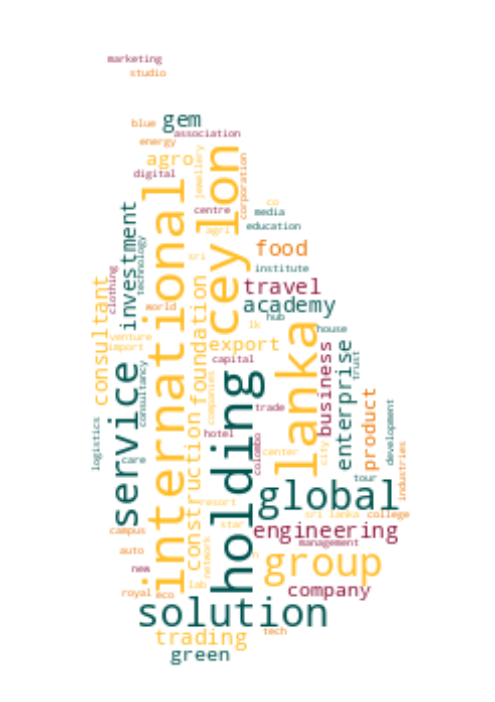 marketing
studio
blue
gem
association
energy
agro
jewellery
digital
international
ceylon
corporation
investment
centre
co
media
agri
education
technology
food
sri
clothing
institute
consultant
foundation
travel
world
academy
hub
lk
house
venture
import
export
lanka
business
enterprise
trust
capital
service
consultancy
holding
companies
product
trade
construction
development
logistics
hotel
colombo
city
center
care
industries
tour
global
resort
sri lanka
college
star
campus
engineering
network
management
auto
n
group
new
lab
company
royal
eco
solution
trading
tech
green